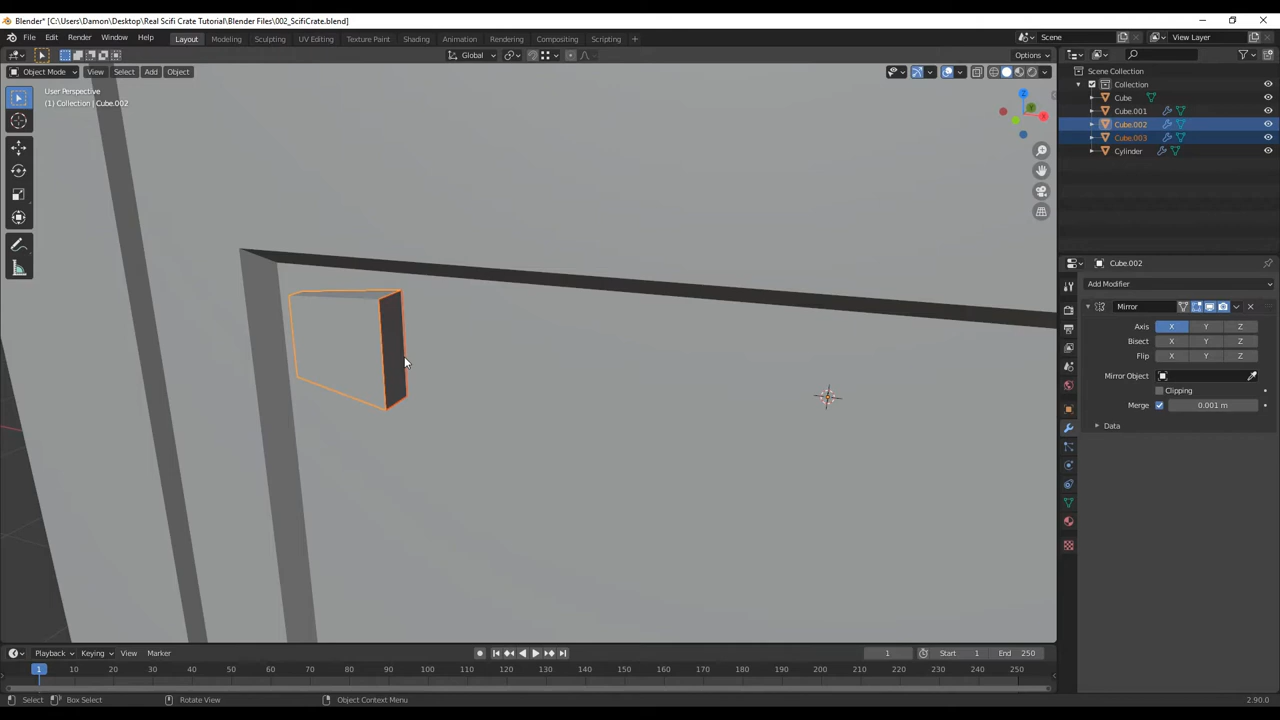 Blender* [C:\Users\Damon\Desktop\Real Scifi Crate Tutorial\Blender Files\002_ScifiCrate.blend]
File Edit Render Window Help Layout Modeling Sculpting UV Editing Texture Paint Shading Animation Rendering Compositing Scripting + Scene View Layer
Global Options
Object Mode View Select Add Object
User Perspective
(1) Collection | Cube.002
Z
Y
X
Scene Collection
Collection
Cube
Cube.001
Cube.002
Cube.003
Cylinder
Cube.002
Add Modifier
Mirror
Axis X Y Z
Bisect X Y Z
Flip X Y Z
Mirror Object
Clipping
Merge 0.001 m
Data
Playback Keying View Marker 1 Start 1 End 250
1 10 20 30 40 50 60 70 80 90 100 110 120 130 140 150 160 170 180 190 200 210 220 230 240 250
Select Box Select Rotate View Object Context Menu 2.90.0